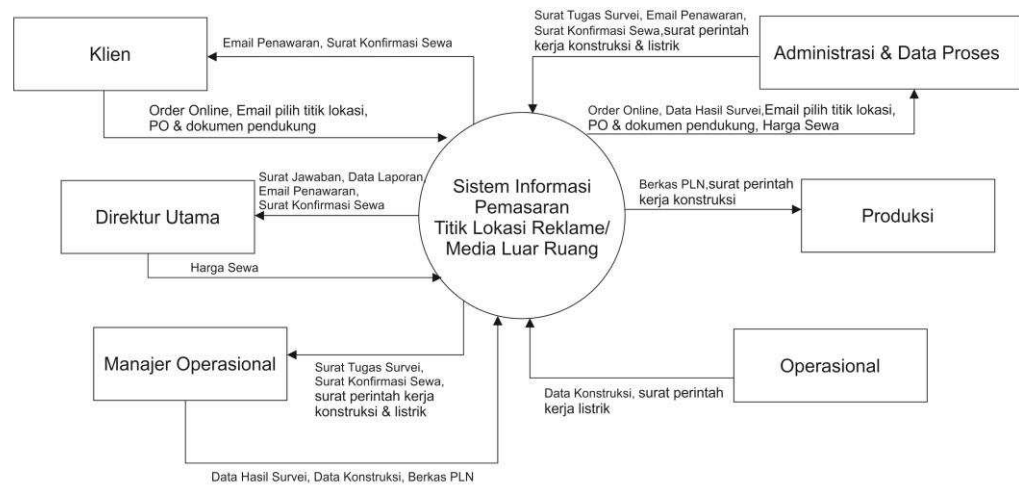 Klien
Email Penawaran, Surat Konfirmasi Sewa
Order Online, Email pilih titik lokasi,
PO & dokumen pendukung
Surat Tugas Survei, Email Penawaran,
Surat Konfirmasi Sewa,surat perintah
kerja konstruksi & listrik
Administrasi & Data Proses
Order Online, Data Hasil Survei,Email pilih titik lokasi,
PO & dokumen pendukung, Harga Sewa
Direktur Utama
Surat Jawaban, Data Laporan,
Email Penawaran,
Surat Konfirmasi Sewa
Harga Sewa
Sistem Informasi
Pemasaran
Titik Lokasi Reklame/
Media Luar Ruang
Berkas PLN,surat perintah
kerja konstruksi
Produksi
Manajer Operasional
Surat Tugas Survei,
Surat Konfirmasi Sewa,
surat perintah kerja
konstruksi & listrik
Data Hasil Survei, Data Konstruksi, Berkas PLN
Operasional
Data Konstruksi, surat perintah
kerja listrik